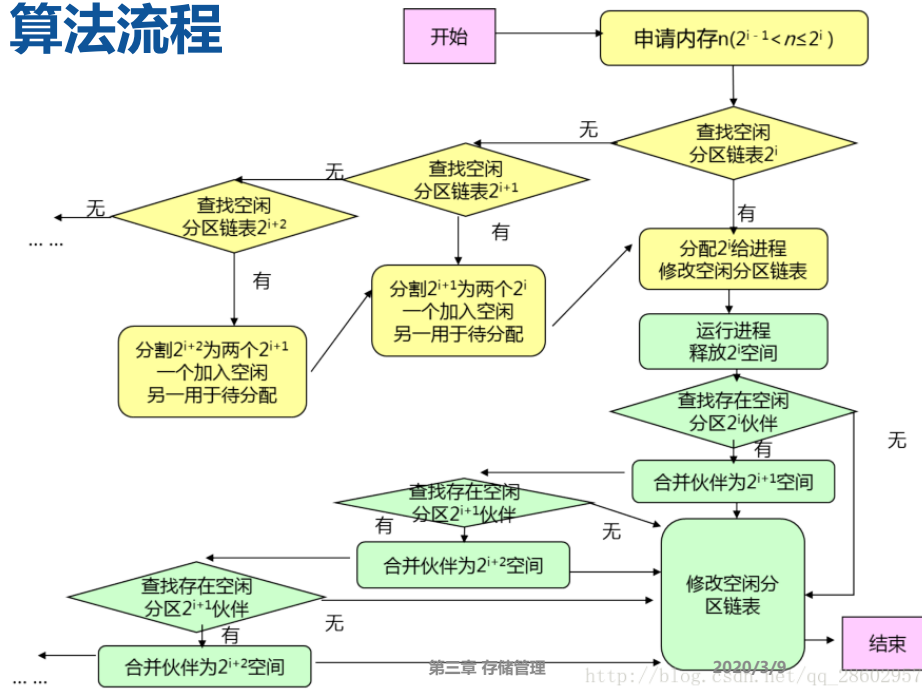 算法流程
开始
申请内存n(2ⁱ⁻¹<n≤2ⁱ)
查找空闲
分区链表2ⁱ
无
有
查找空闲
分区链表2ⁱ⁺¹
无
有
查找空闲
分区链表2ⁱ⁺²
无
... ...
有
分配2ⁱ给进程
修改空闲分区链表
分割2ⁱ⁺¹为两个2ⁱ
一个加入空闲
另一用于待分配
分割2ⁱ⁺²为两个2ⁱ⁺¹
一个加入空闲
另一用于待分配
运行进程
释放2ⁱ空间
查找存在空闲
分区2ⁱ伙伴
无
有
合并伙伴为2ⁱ⁺¹空间
查找存在空闲
分区2ⁱ⁺¹伙伴
有
无
合并伙伴为2ⁱ⁺²空间
查找存在空闲
分区2ⁱ⁺¹伙伴
无
有
合并伙伴为2ⁱ⁺²空间
... ...
修改空闲分
区链表
结束
第三章 存储管理
2020/3/9
http://blog.csdn.net/qq_28602957